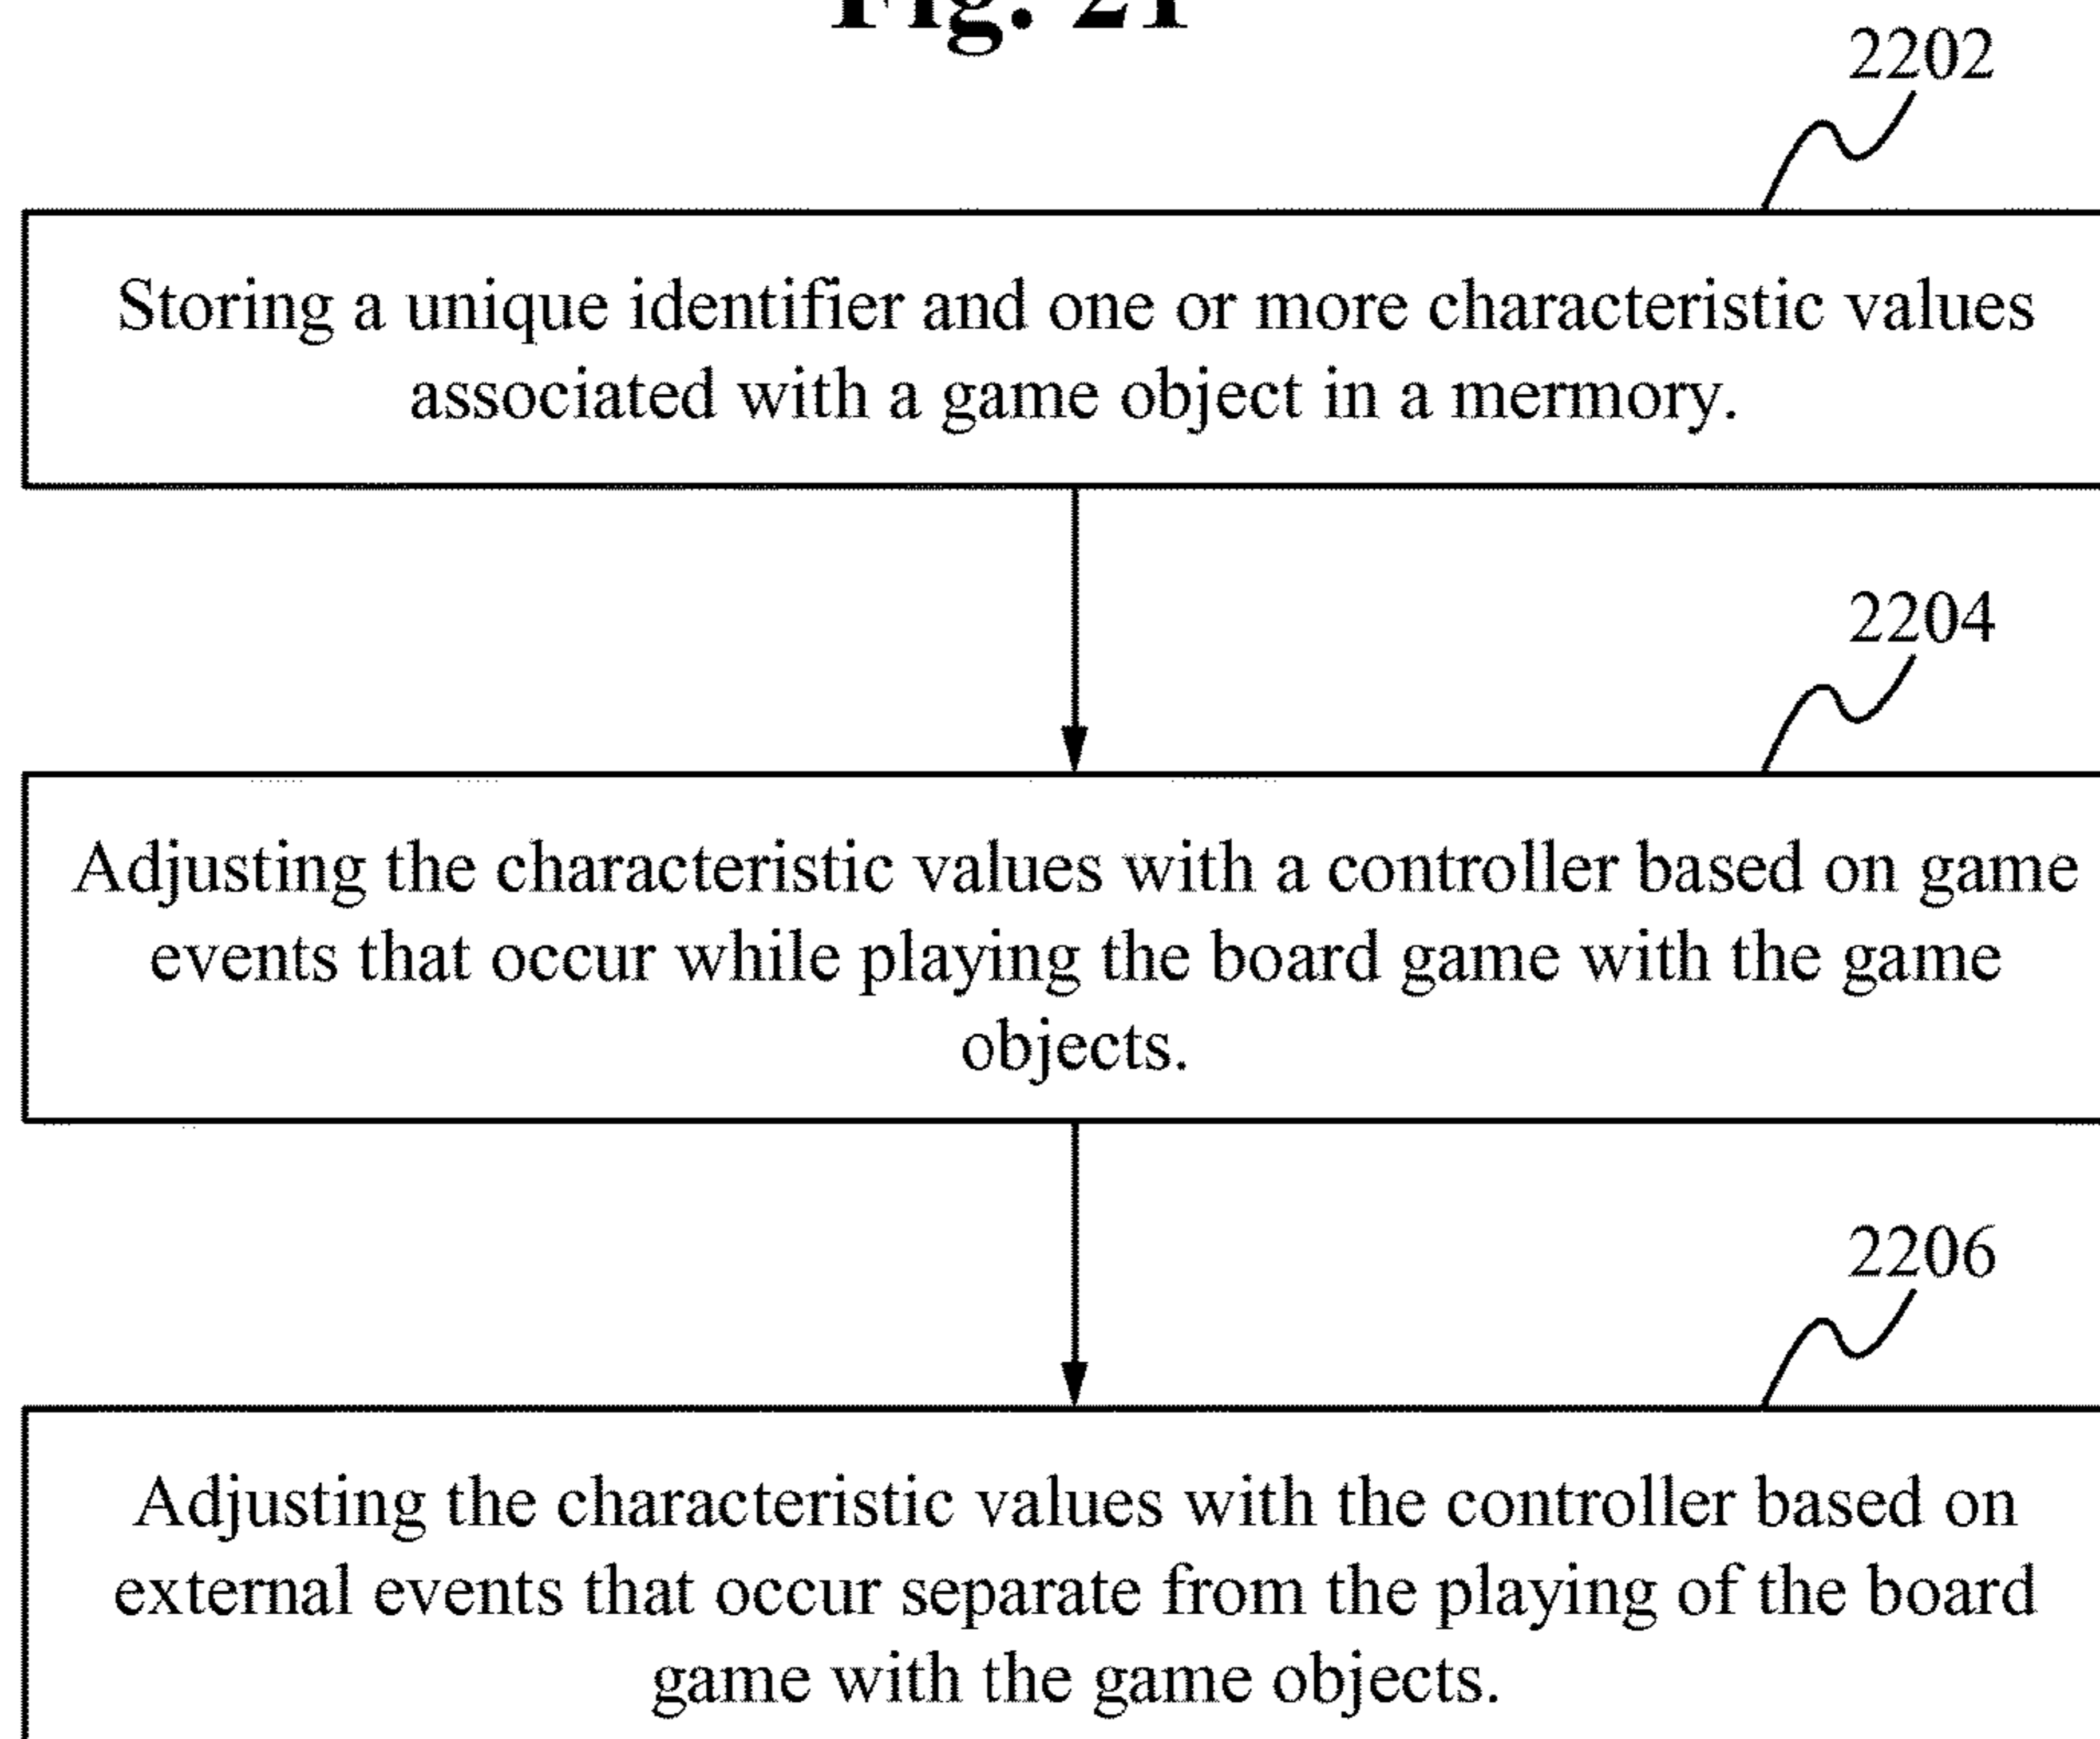 Fig. 21
2202
Storing a unique identifier and one or more characteristic values
associated with a game object in a mermory.
2204
Adjusting the characteristic values with a controller based on game
events that occur while playing the board game with the game
objects.
2206
Adjusting the characteristic values with the controller based on
external events that occur separate from the playing of the board
game with the game objects.